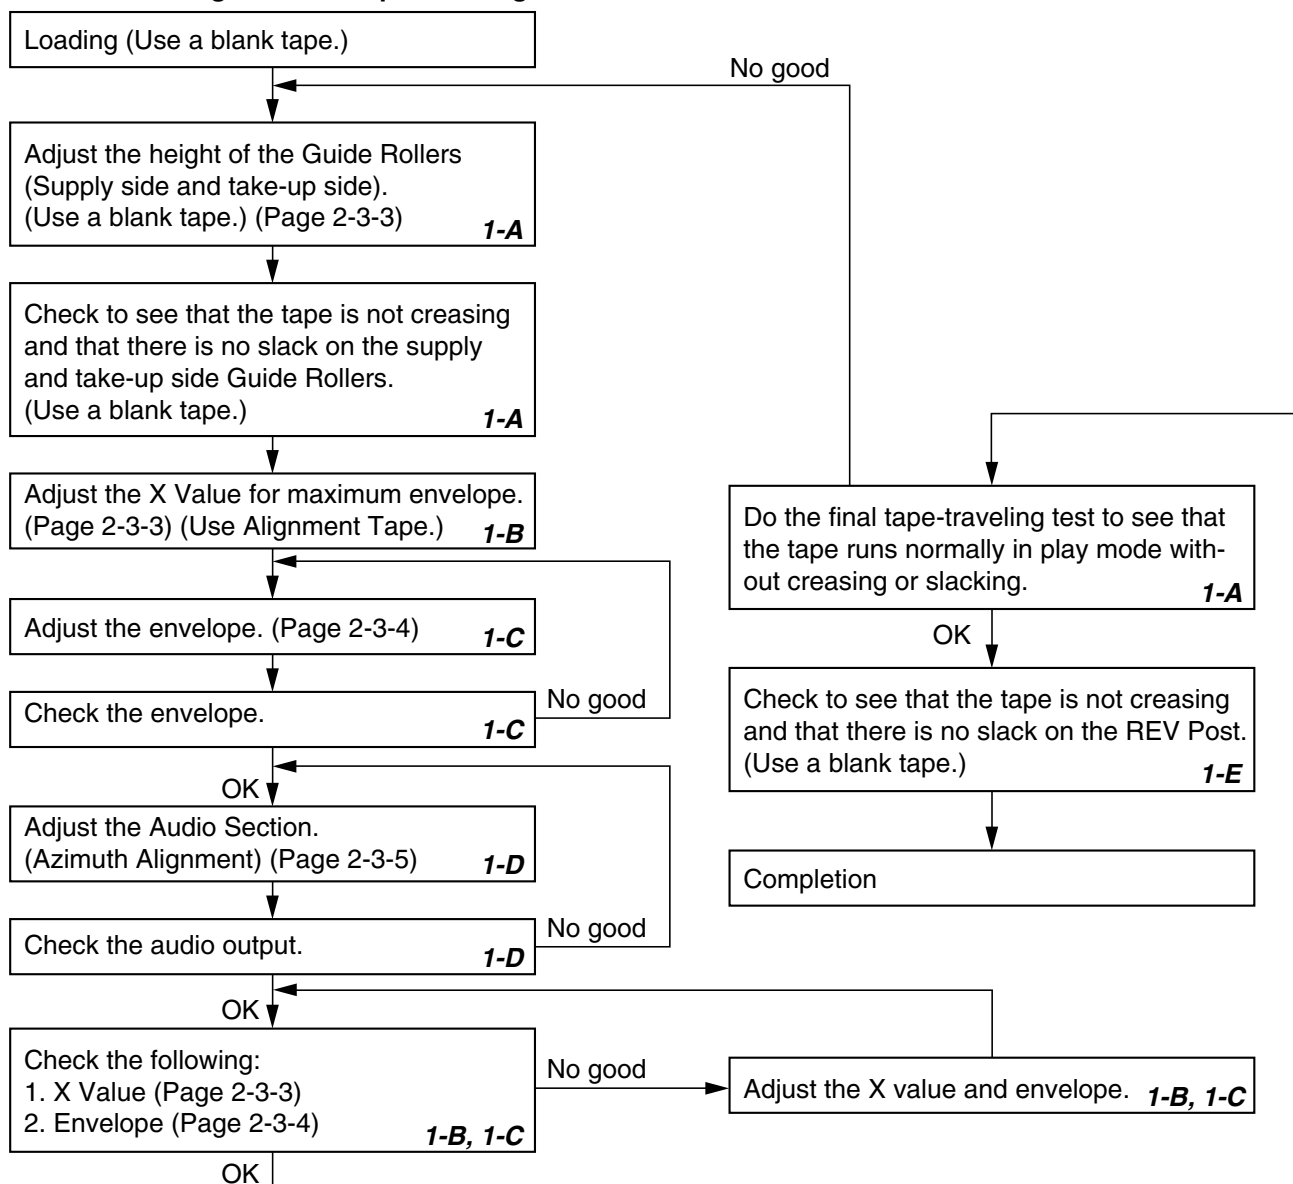 Loading (Use a blank tape.)
No good
Adjust the height of the Guide Rollers
(Supply side and take-up side).
(Use a blank tape.) (Page 2-3-3)
1-A
Check to see that the tape is not creasing
and that there is no slack on the supply
and take-up side Guide Rollers.
(Use a blank tape.)
1-A
Adjust the X Value for maximum envelope.
(Page 2-3-3) (Use Alignment Tape.)
1-B
Adjust the envelope. (Page 2-3-4)
1-C
Check the envelope.
1-C
No good
OK
Adjust the Audio Section.
(Azimuth Alignment) (Page 2-3-5)
1-D
Check the audio output.
1-D
No good
OK
Check the following:
1. X Value (Page 2-3-3)
2. Envelope (Page 2-3-4)
1-B, 1-C
No good
Adjust the X value and envelope.
1-B, 1-C
OK
Do the final tape-traveling test to see that
the tape runs normally in play mode with-
out creasing or slacking.
1-A
OK
Check to see that the tape is not creasing
and that there is no slack on the REV Post.
(Use a blank tape.)
1-E
Completion